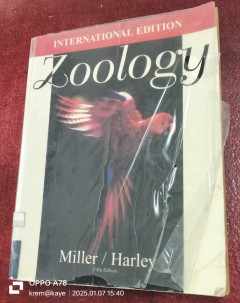 INTERNATIONAL EDITION
Zoology
Miller / Harley
Fifth Edition
OPPO A78
krem@kaye | 2025.01.07 15:40